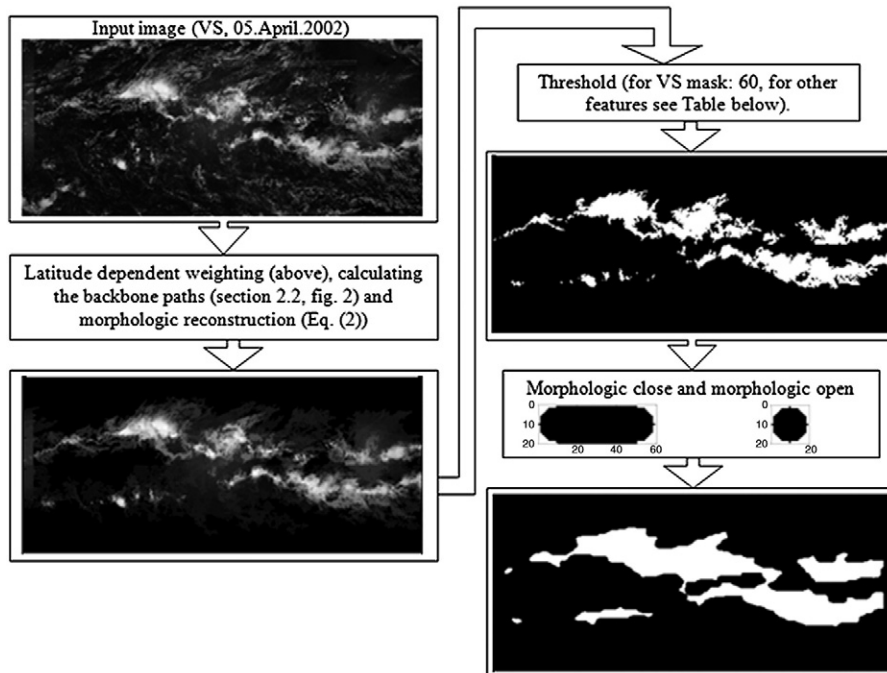 Input image (VS, 05.April.2002)
Latitude dependent weighting (above), calculating
the backbone paths (section 2.2, fig. 2) and
morphologic reconstruction (Eq. (2))
Threshold (for VS mask: 60, for other
features see Table below).
Morphologic close and morphologic open
0
10
20
20
40
60
0
10
20
20